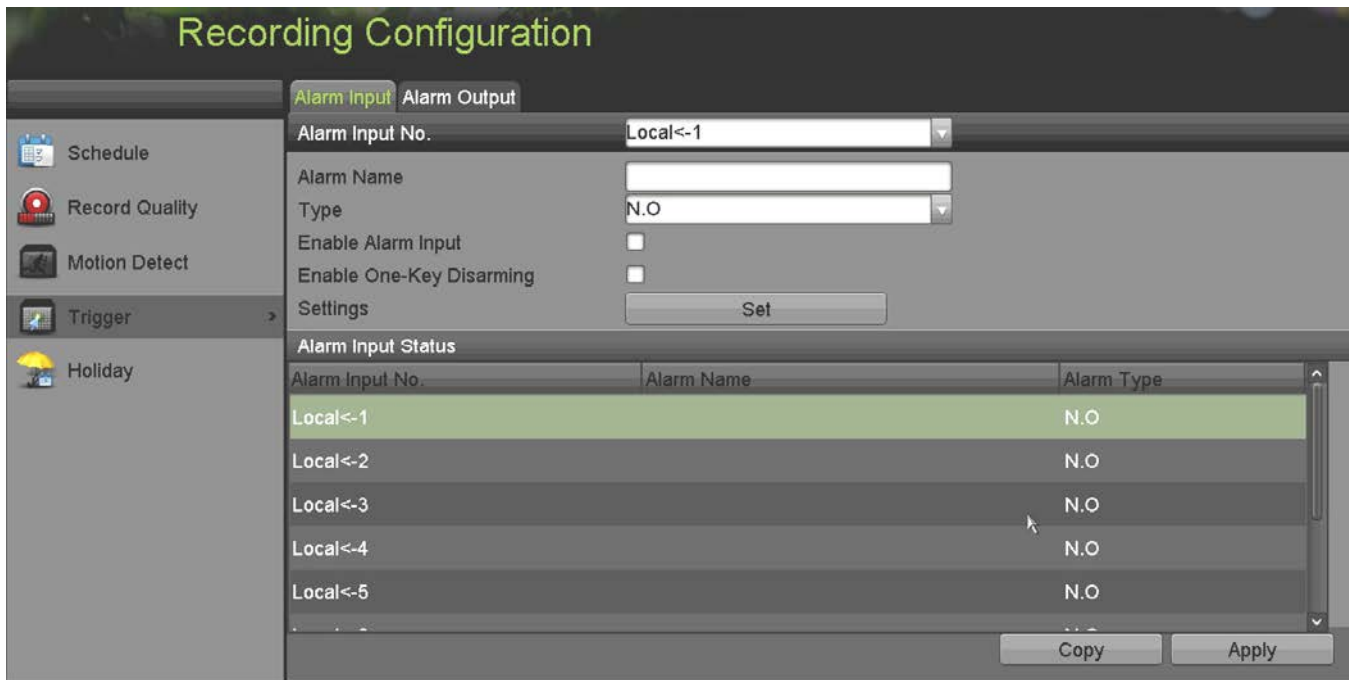 Recording Configuration
Alarm Input Alarm Output
Alarm Input No. Local<-1
Schedule
Alarm Name
Record Quality
Type N.O
Enable Alarm Input
Motion Detect
Enable One-Key Disarming
Trigger
Settings Set
Alarm Input Status
Holiday
Alarm Input No. Alarm Name Alarm Type
Local<-1 N.O
Local<-2 N.O
Local<-3 N.O
Local<-4 N.O
Local<-5 N.O
Copy Apply